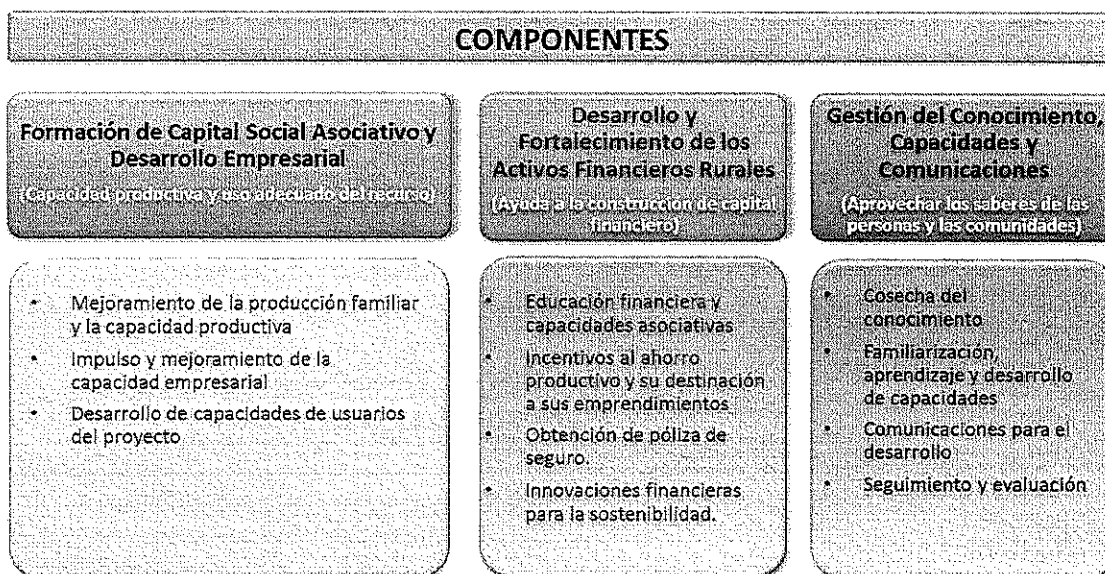 COMPONENTES
Formación de Capital Social Asociativo y
Desarrollo Empresarial
(Capacidad productiva y uso adecuado del recurso)
• Mejoramiento de la producción familiar
y la capacidad productiva
• Impulso y mejoramiento de la
capacidad empresarial
• Desarrollo de capacidades de usuarios
del proyecto
Desarrollo y
Fortalecimiento de los
Activos Financieros Rurales
(Ayuda a la construcción de capital
financiero)
• Educación financiera y
capacidades asociativas
• Incentivos al ahorro
productivo y su destinación
a sus emprendimientos
• Obtención de póliza de
seguro.
• Innovaciones financieras
para la sostenibilidad.
Gestión del Conocimiento,
Capacidades y
Comunicaciones
(Aprovechar los saberes de las
personas y las comunidades)
• Cosecha del
conocimiento
• Familiarización,
aprendizaje y desarrollo
de capacidades
• Comunicaciones para el
desarrollo
• Seguimiento y evaluación